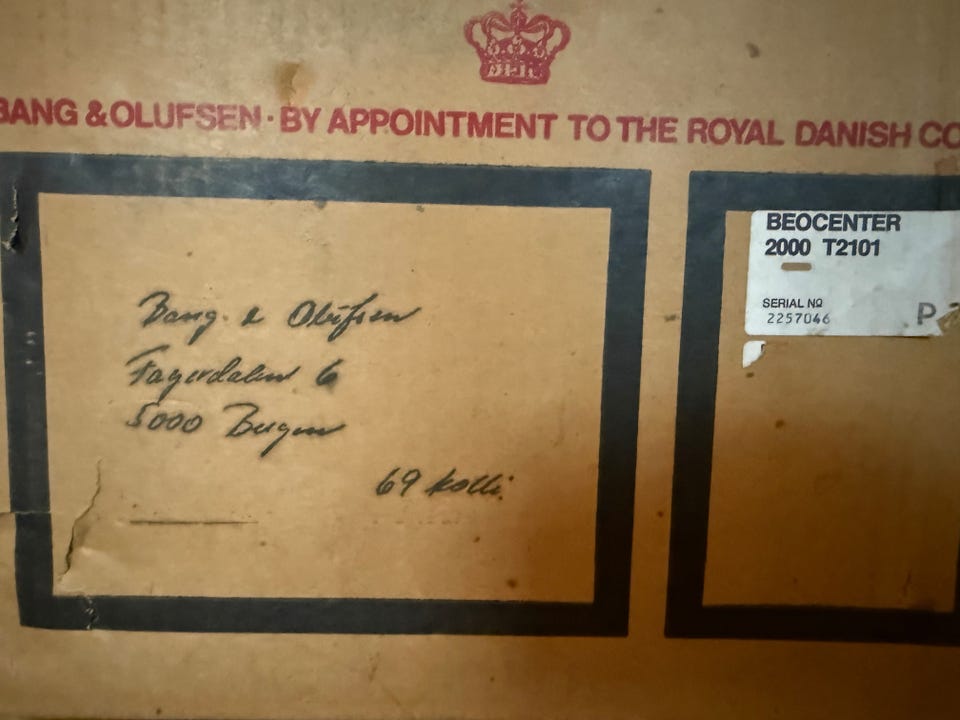 BANG & OLUFSEN · BY APPOINTMENT TO THE ROYAL DANISH CO
BEOCENTER
2000 T2101
SERIAL NO
2257046
P
Bang & Olufsen
Fagerdalen 6
5000 Bergen
69 kolli